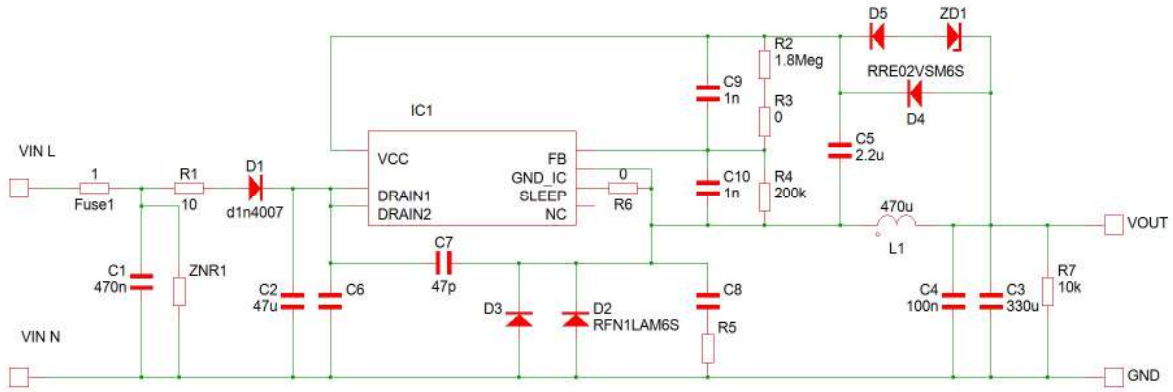 D5
ZD1
R2
1.8Meg
RRE02VSM6S
C9
1n
R3
0
D4
IC1
C5
2.2u
VIN L
VCC
FB
GND_IC
0
1
R1
D1
C10
1n
R4
200k
DRAIN1
SLEEP
Fuse1
10
d1n4007
DRAIN2
NC
R6
470u
VOUT
L1
C7
C1
470n
ZNR1
47p
C2
47u
C6
D3
D2
RFN1LAM6S
C8
C4
100n
C3
330u
R7
10k
R5
VIN N
GND